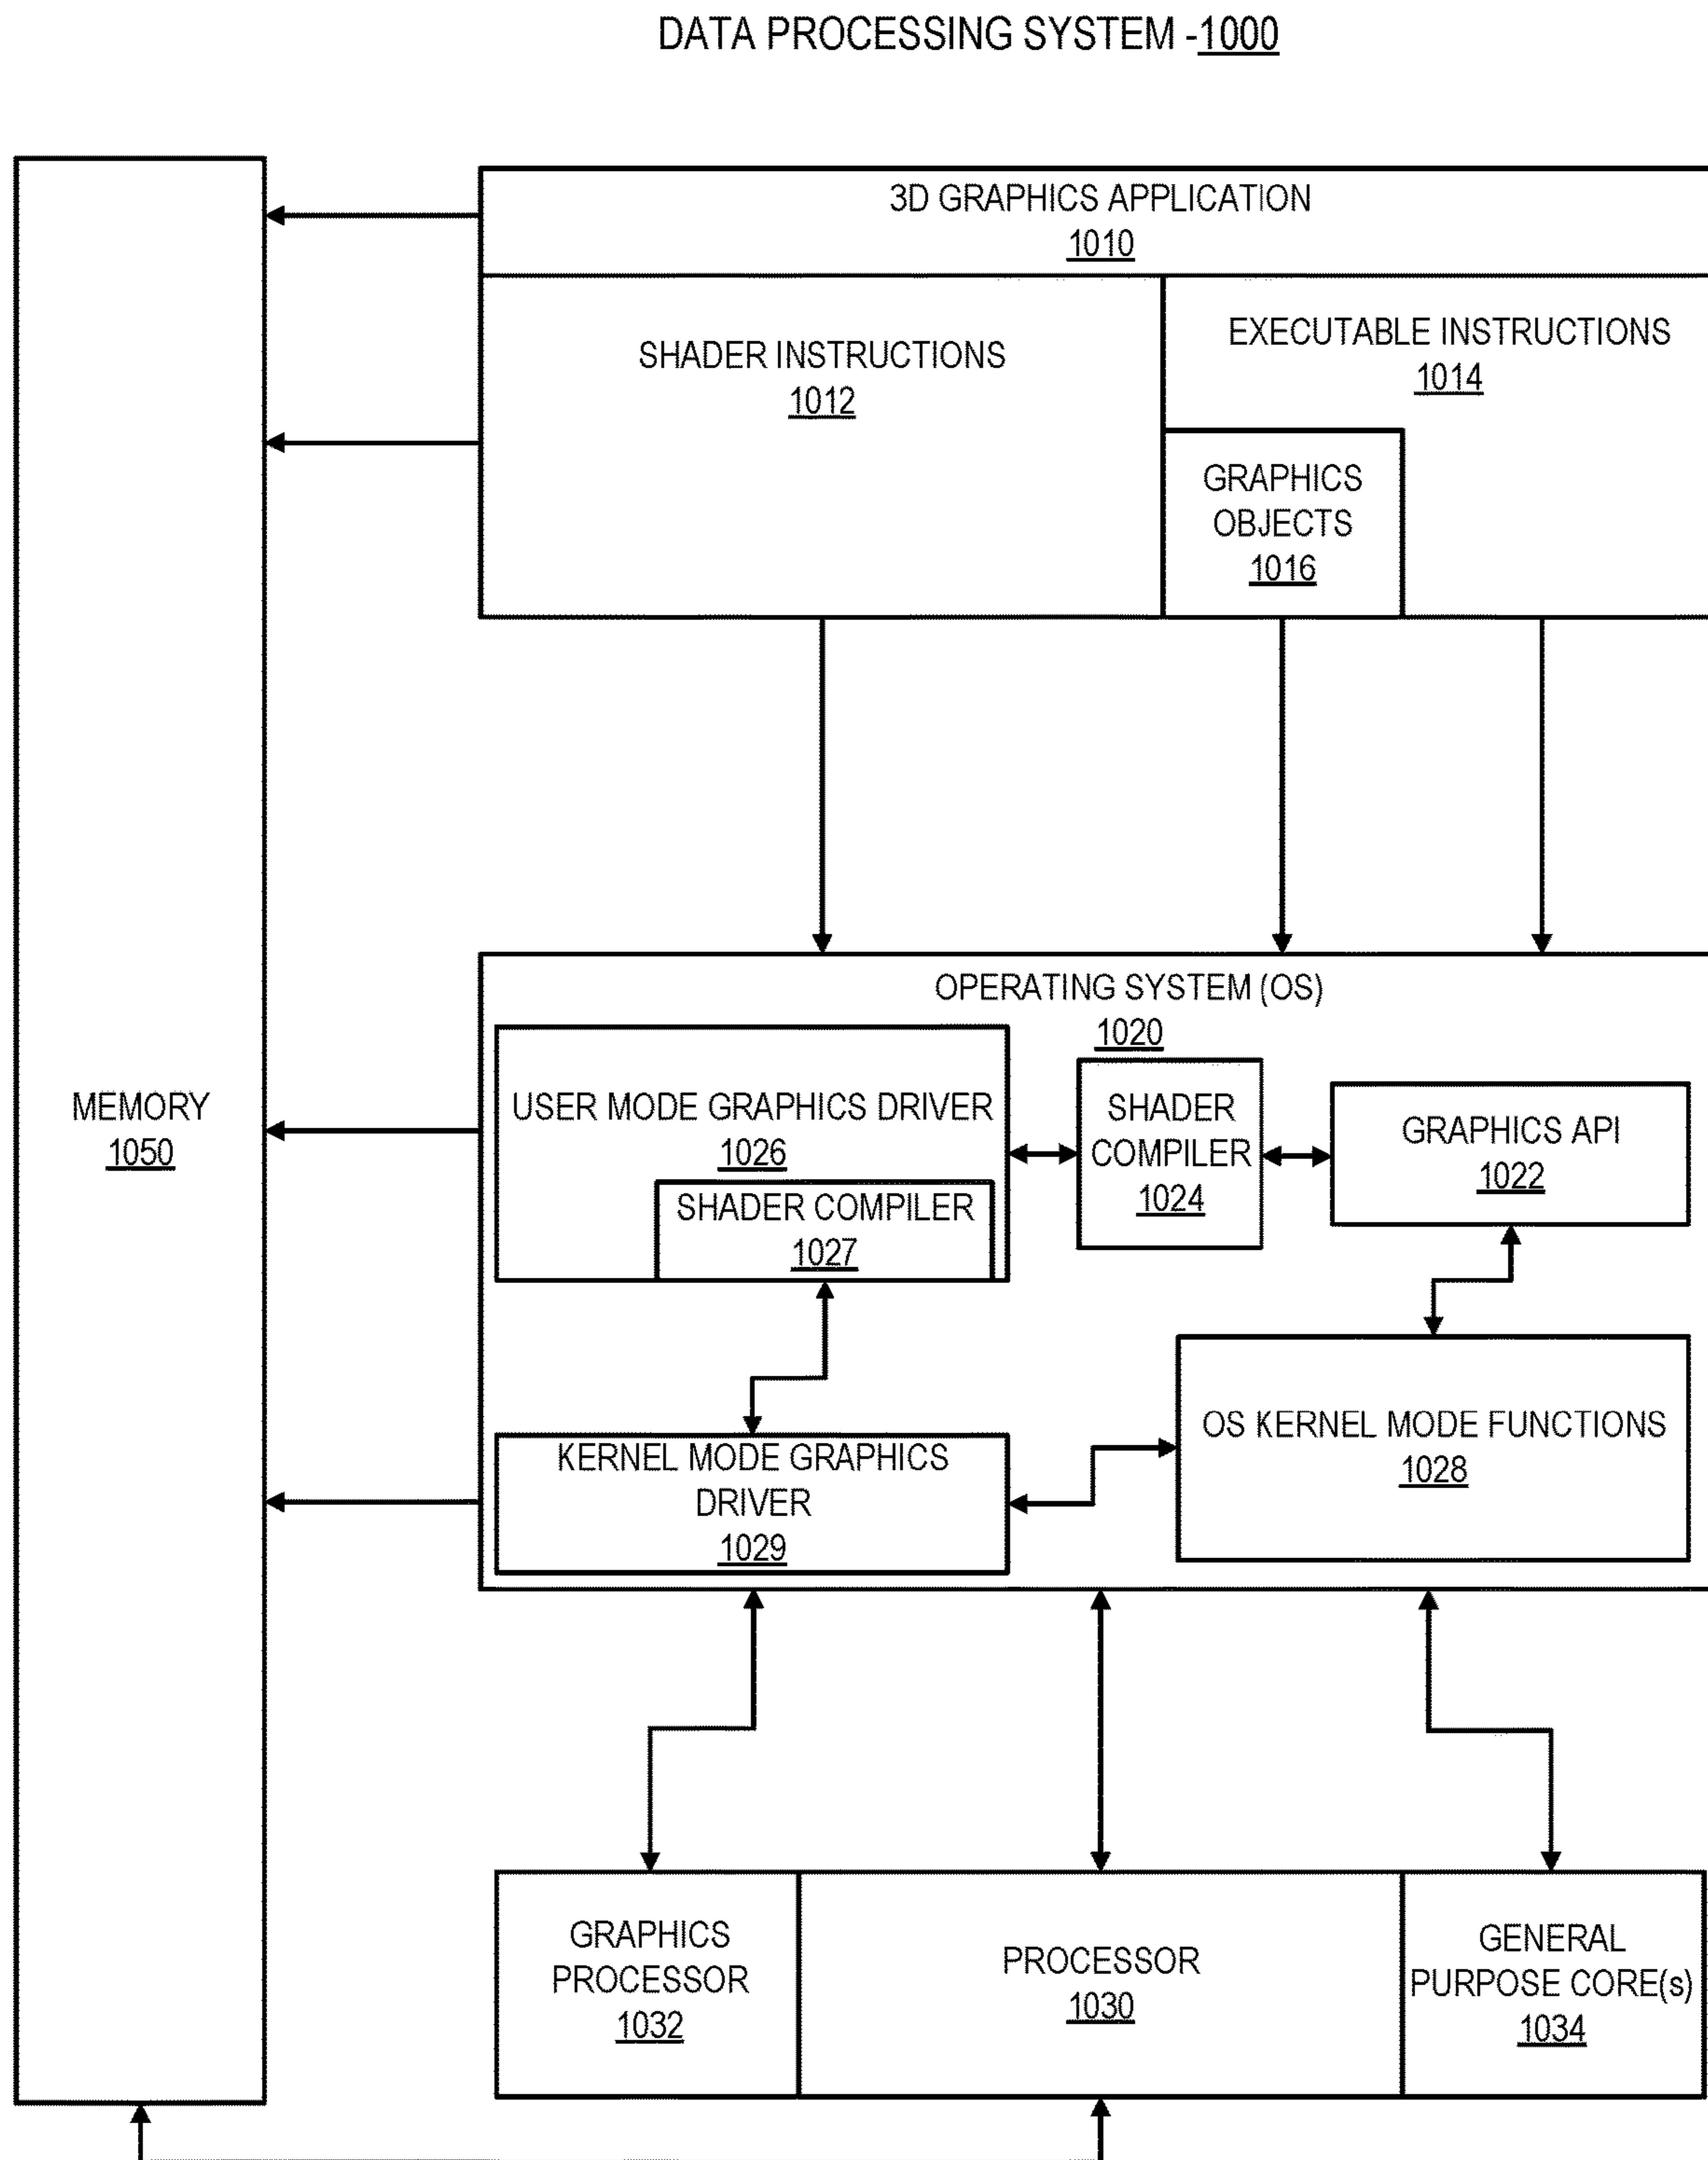 DATA PROCESSING SYSTEM -1000
3D GRAPHICS APPLICATION
1010
SHADER INSTRUCTIONS
1012
EXECUTABLE INSTRUCTIONS
1014
GRAPHICS
OBJECTS
1016
OPERATING SYSTEM (OS)
1020
MEMORY
1050
USER MODE GRAPHICS DRIVER
1026
SHADER COMPILER
1027
SHADER
COMPILER
1024
GRAPHICS API
1022
KERNEL MODE GRAPHICS
DRIVER
1029
OS KERNEL MODE FUNCTIONS
1028
GRAPHICS
PROCESSOR
1032
PROCESSOR
1030
GENERAL
PURPOSE CORE(s)
1034